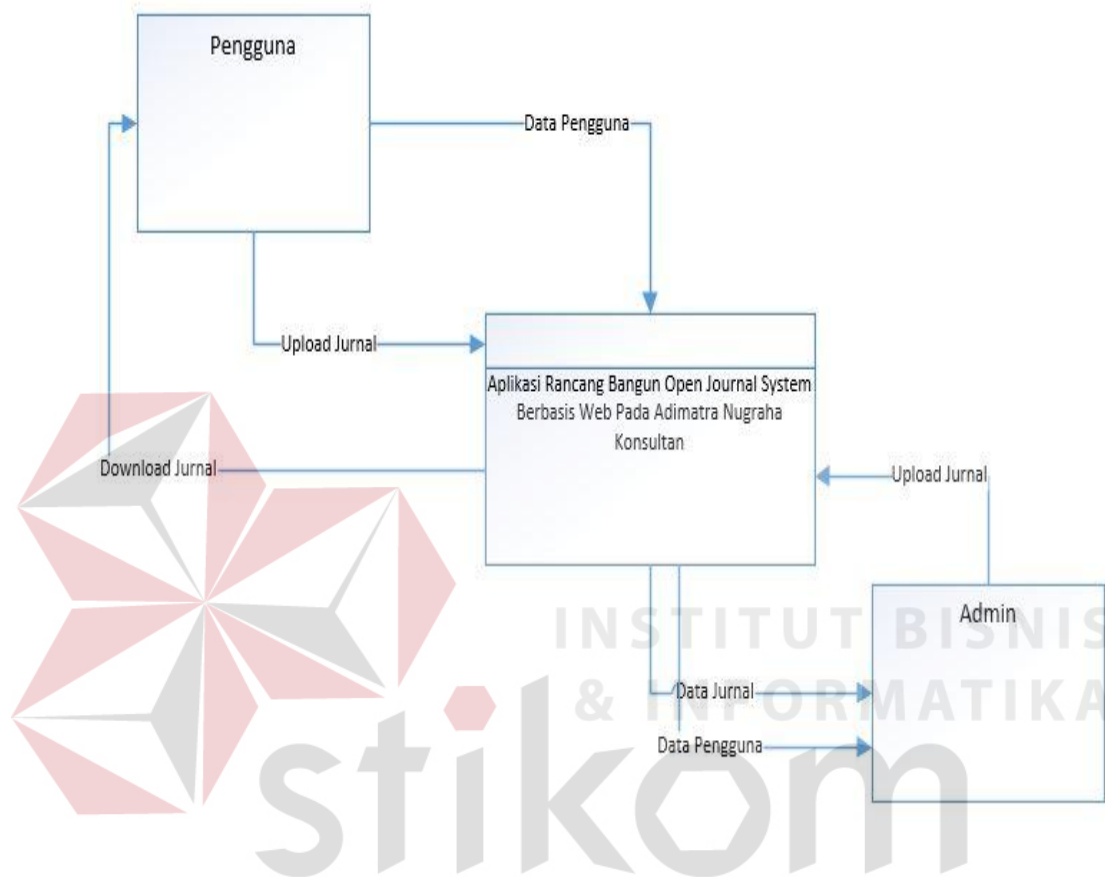 Pengguna
Data Pengguna
Upload Jurnal
Aplikasi Rancang Bangun Open Journal System
Berbasis Web Pada Adimatra Nugraha
Konsultan
Download Jurnal
Upload Jurnal
Admin
INSTITUT BISNIS
& INFORMATIKA
Data Jurnal
Data Pengguna
stikom